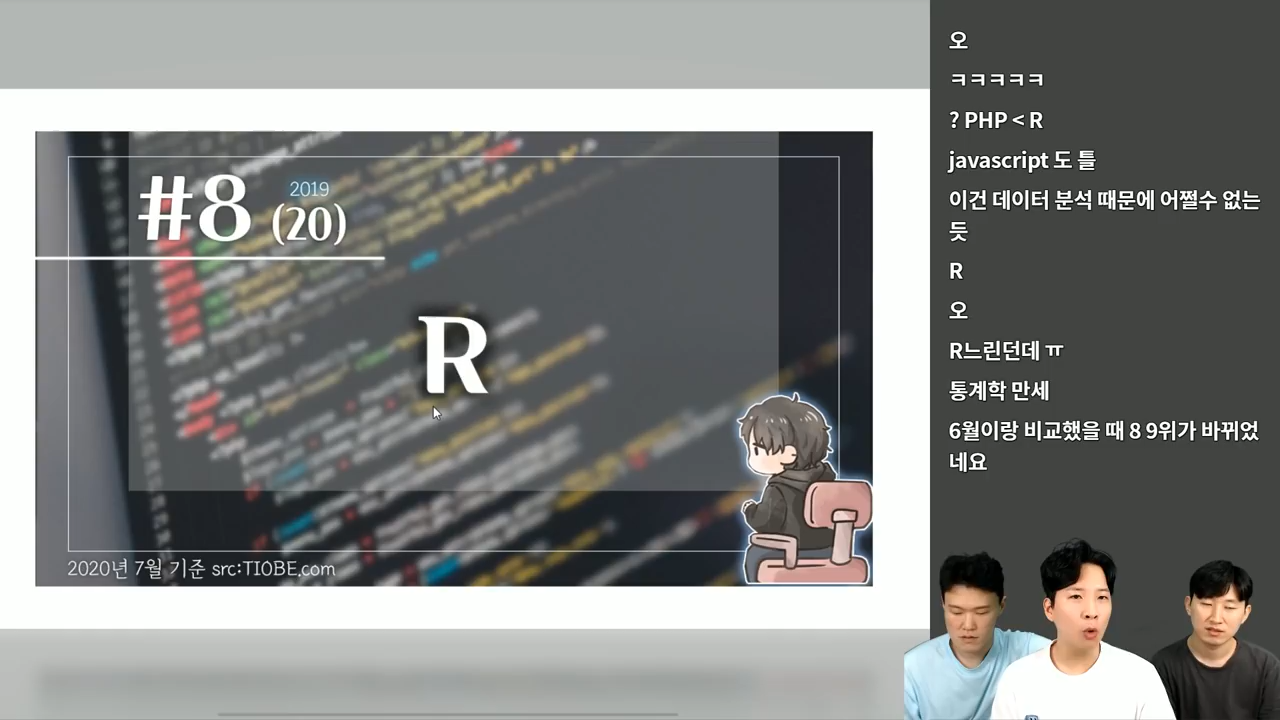 #8
2019
(20)
R
2020년 7월 기준 src:TIOBE.com
오
ㅋㅋㅋㅋㅋ
? PHP < R
javascript 도 틀
이건 데이터 분석 때문에 어쩔수 없는
듯
R
오
R느린던데 ㅠ
통계학 만세
6월이랑 비교했을 때 8 9위가 바뀌었
네요